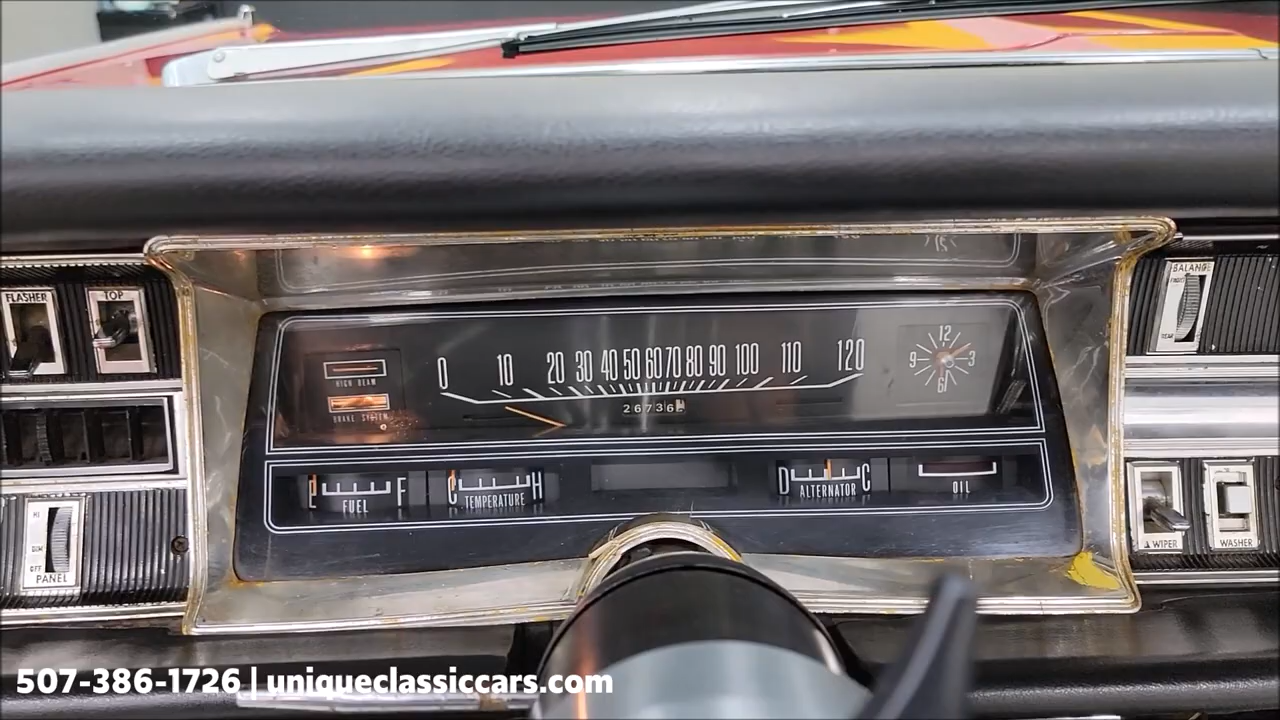 FLASHER
TOP
HIGH BEAM
BRAKE SYSTEM
0 10 20 30 40 50 60 70 80 90 100 110 120
26736
12
3
6
9
BALANCE
HI
DIM
OFF
PANEL
E F
FUEL
C H
TEMPERATURE
D C
ALTERNATOR
OIL
WIPER
WASHER
507-386-1726 | uniqueclassiccars.com